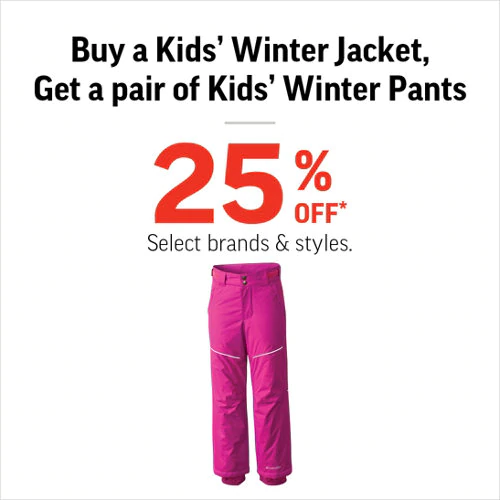 Buy a Kids’ Winter Jacket,
Get a pair of Kids’ Winter Pants
25% OFF*
Select brands & styles.